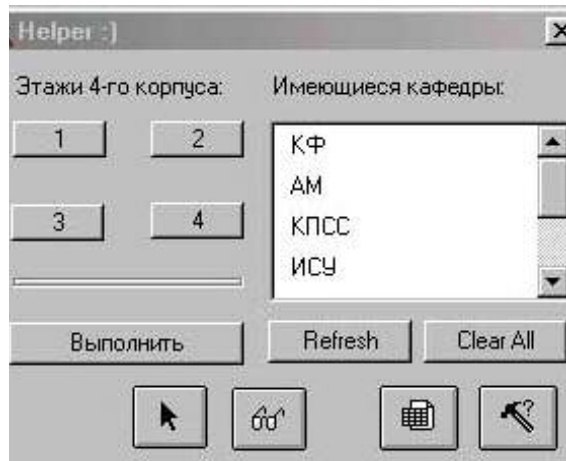 Helper :)
Этажи 4-го корпуса:
Имеющиеся кафедры:
1
2
3
4
КФ
АМ
КПСС
ИСУ
Выполнить
Refresh
Clear All